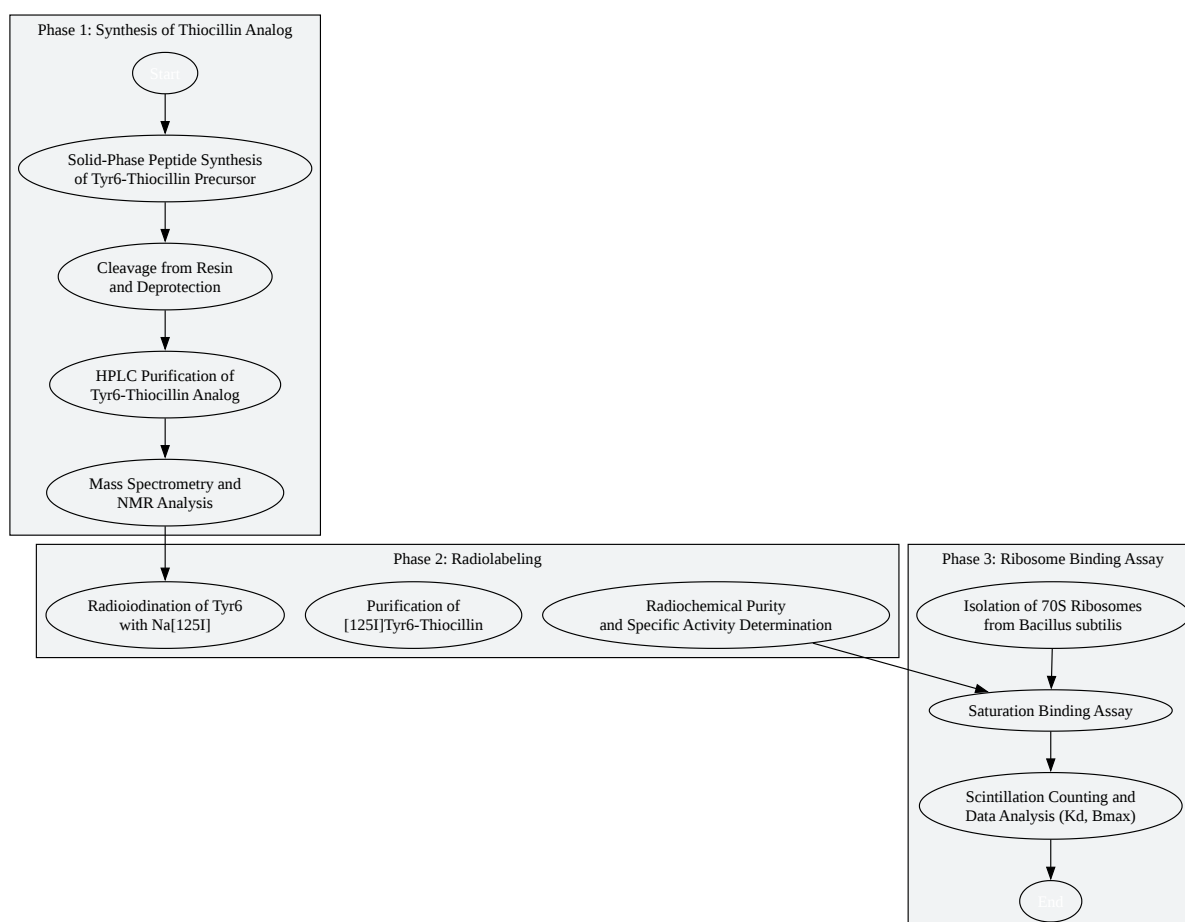 Phase 1: Synthesis of Thiocillin Analog
Start
Solid-Phase Peptide Synthesis
of Tyr6-Thiocillin Precursor
Cleavage from Resin
and Deprotection
HPLC Purification of
Tyr6-Thiocillin Analog
Mass Spectrometry and
NMR Analysis
Phase 2: Radiolabeling
Radioiodination of Tyr6
with Na[125I]
Purification of
[125I]Tyr6-Thiocillin
Radiochemical Purity
and Specific Activity Determination
Phase 3: Ribosome Binding Assay
Isolation of 70S Ribosomes
from Bacillus subtilis
Saturation Binding Assay
Scintillation Counting and
Data Analysis (Kd, Bmax)
End